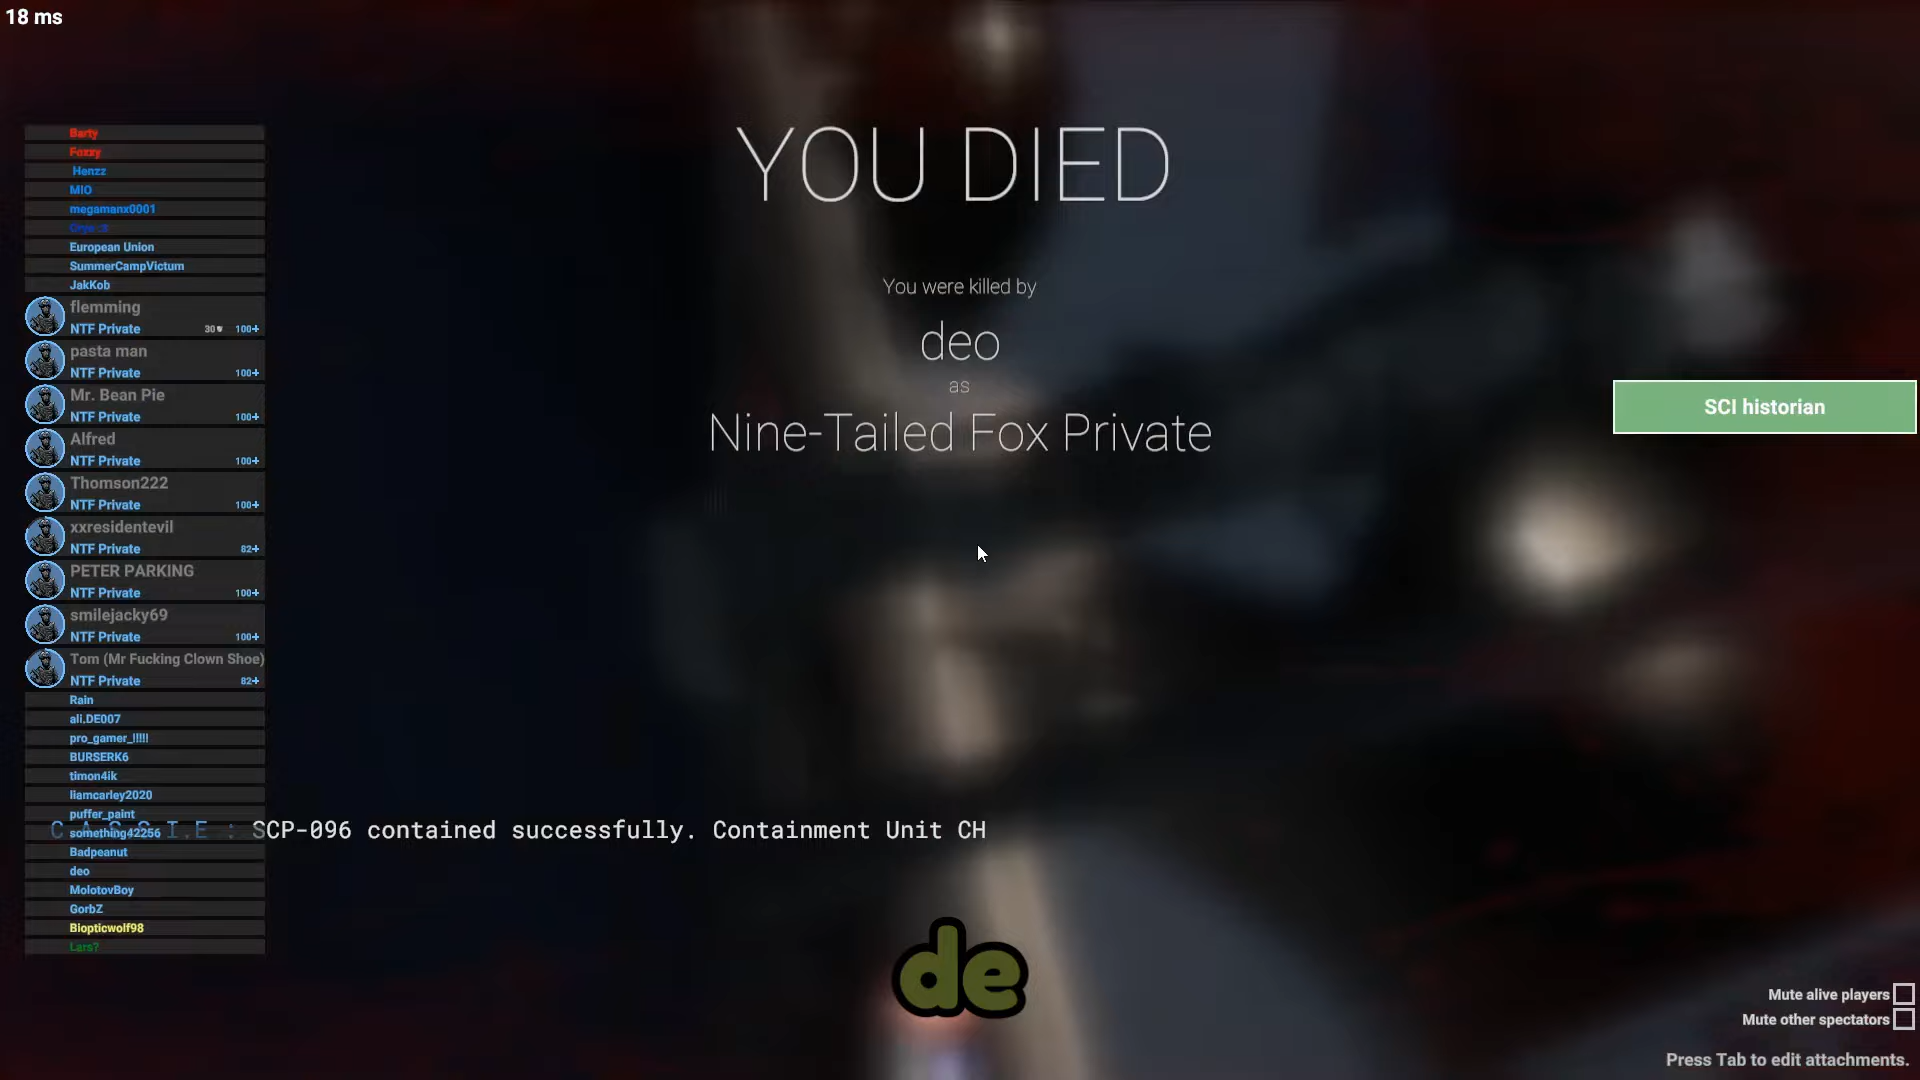 18 ms
Barty
Fozzy
Henzz
MIO
megamanx0001
European Union
SummerCampVictum
JakKob
flemming
NTF Private 30 100+
pasta man
NTF Private 100+
Mr. Bean Pie
NTF Private 100+
Alfred
NTF Private 100+
Thomson222
NTF Private 100+
xxresidentevil
NTF Private 82+
PETER PARKING
NTF Private 100+
smilejacky69
NTF Private 100+
Tom (Mr Fucking Clown Shoe)
NTF Private 82+
Rain
ali.DE007
pro_gamer_!!!!!
BURSERK6
timon4ik
liamcarley2020
puffer_paint
something42256
Badpeanut
deo
MolotovBoy
GorbZ
Biopticwolf98
Lars?
YOU DIED
You were killed by
deo
as
Nine-Tailed Fox Private
SCI historian
C.A.S.S.I.E : SCP-096 contained successfully. Containment Unit CH
de
Mute alive players
Mute other spectators
Press Tab to edit attachments.